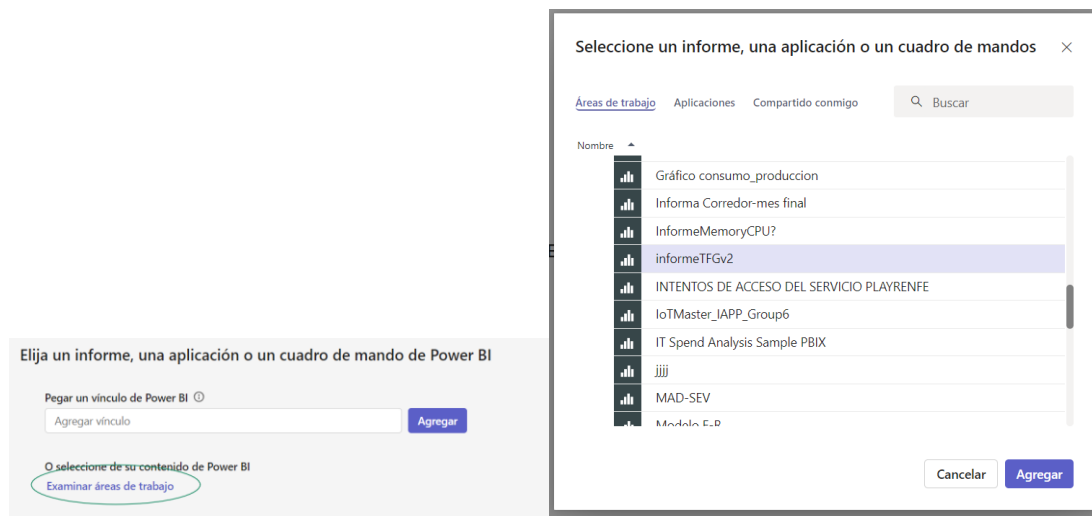 Elija un informe, una aplicación o un cuadro de mando de Power BI
Pegar un vínculo de Power BI
Agregar vínculo
Agregar
O seleccione de su contenido de Power BI
Examinar áreas de trabajo
Seleccione un informe, una aplicación o un cuadro de mandos
Áreas de trabajo Aplicaciones Compartido conmigo Buscar
Nombre
Gráfico consumo_produccion
Informa Corredor-mes final
InformeMemoryCPU?
informeTFGv2
INTENTOS DE ACCESO DEL SERVICIO PLAYRENFE
IoTMaster_IAPP_Group6
IT Spend Analysis Sample PBIX
jjjj
MAD-SEV
Modelo E-R
Cancelar Agregar